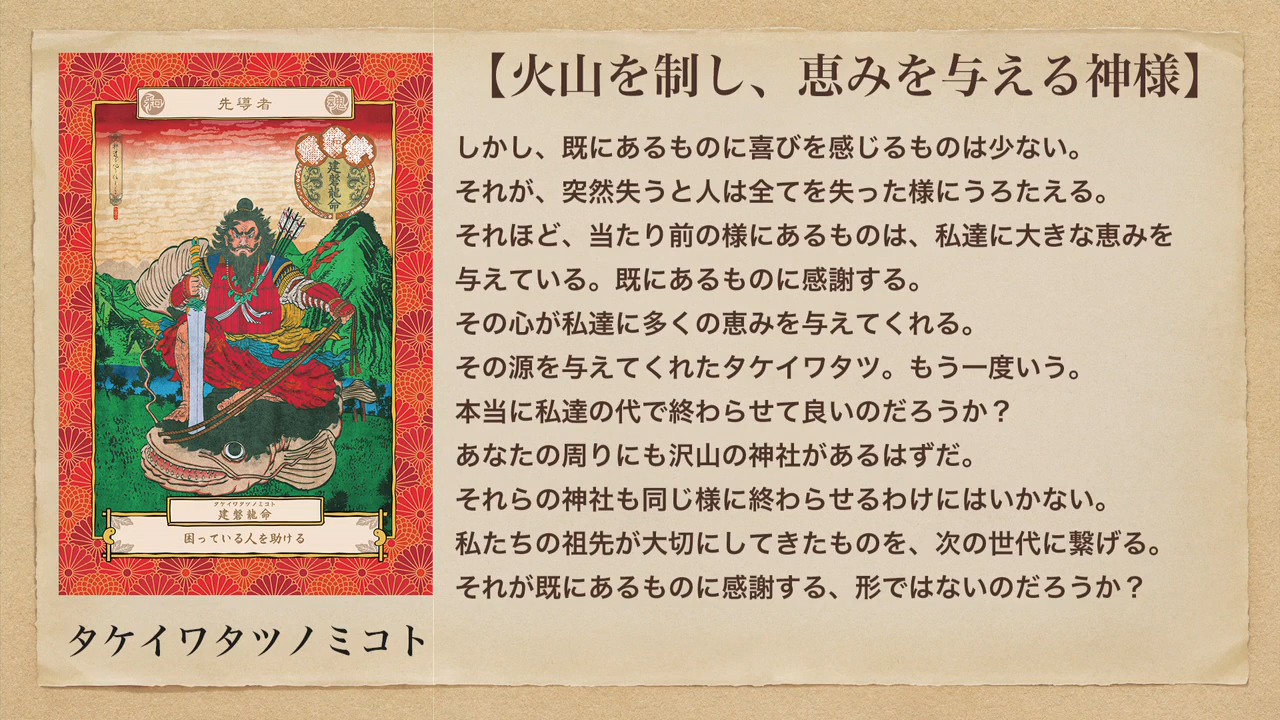 【火山を制し、恵みを与える神様】
先導者
建磐龍命
タケイワタツノミコト
建磐龍命
困っている人を助ける
タケイワタツノミコト
しかし、既にあるものに喜びを感じるものは少ない。
それが、突然失うと人は全てを失った様にうろたえる。
それほど、当たり前の様にあるものは、私達に大きな恵みを
与えている。既にあるものに感謝する。
その心が私達に多くの恵みを与えてくれる。
その源を与えてくれたタケイワタツ。もう一度いう。
本当に私達の代で終わらせて良いのだろうか？
あなたの周りにも沢山の神社があるはずだ。
それらの神社も同じ様に終わらせるわけにはいかない。
私たちの祖先が大切にしてきたものを、次の世代に繋げる。
それが既にあるものに感謝する、形ではないのだろうか？